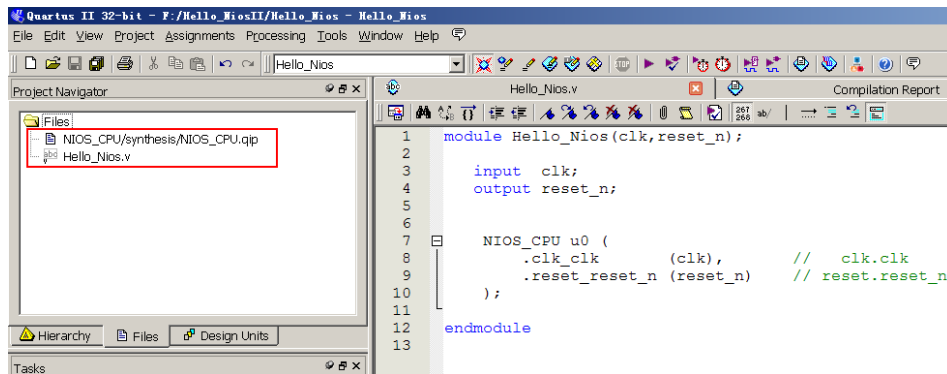 Quartus II 32-bit - F:/Hello_NiosII/Hello_Nios - Hello_Nios
File Edit View Project Assignments Processing Tools Window Help
Hello_Nios
Project Navigator
Files
NIOS_CPU/synthesis/NIOS_CPU.qip
Hello_Nios.v
Hierarchy Files Design Units
Tasks
Hello_Nios.v Compilation Report
267 268 ab/
1 module Hello_Nios(clk,reset_n);
2
3 input clk;
4 output reset_n;
5
6
7 NIOS_CPU u0 (
8 .clk_clk (clk), // clk.clk
9 .reset_reset_n (reset_n) // reset.reset_n
10 );
11
12 endmodule
13